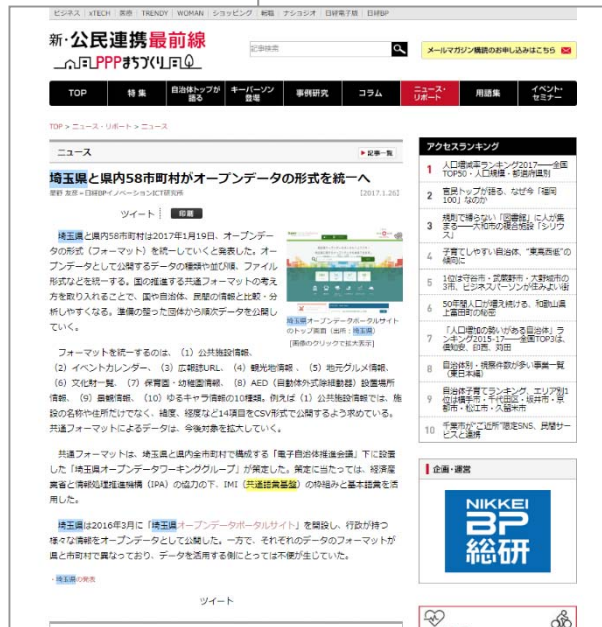 ビジネス xTECH 医療 TRENDY WOMAN ショッピング 転職 ナショジオ 日経電子版 日経BP
新・公民連携最前線
PPPまちづくり
記事検索
メールマガジン購読のお申し込みはこちら
TOP 特集 自治体トップが語る キーパーソン登場 事例研究 コラム ニュース・リポート 用語集 イベント・セミナー
TOP > ニュース・リポート > ニュース
ニュース
記事一覧
埼玉県と県内58市町村がオープンデータの形式を統一へ
=日経BPイノベーションICT研究所 [2017.1.26]
ツイート 印刷
埼玉県と県内58市町村は2017年1月19日、オープンデー
タの形式（フォーマット）を統一していくと発表した。オー
プンデータとして公開するデータの種類や並び順、ファイル
形式などを統一する。国の推進する共通フォーマットの考え
方を取り入れることで、国や自治体、民間の情報と比較・分
析しやすくなる。準備の整った団体から順次データを公開し
ていく。
埼玉県オープンデータポータルサイト
のトップ画面（出所：埼玉県）
[画像のクリックで拡大表示]
フォーマットを統一するのは、（1）公共施設情報、
（2）イベントカレンダー、（3）広報誌URL、（4）観光地情報、（5）地元グルメ情報、
（6）文化財一覧、（7）保育園・幼稚園情報、（8）AED（自動体外式除細動器）設置場所
情報、（9）景観情報、（10）ゆるキャラ情報の10種類。例えば（1）公共施設情報では、施
設の名称や住所だけでなく、緯度、経度など14項目をCSV形式で公開するよう求めている。
共通フォーマットによるデータは、今後対象を拡大していく。
共通フォーマットは、埼玉県と県内全市町村で構成する「電子自治体推進会議」下に設置
した「埼玉県オープンデータワーキンググループ」が策定した。策定に当たっては、経済産
業省と情報処理推進機構（IPA）の協力の下、IMI（共通語彙基盤）の枠組みと基本語彙を活
用した。
埼玉県は2016年3月に「埼玉県オープンデータポータルサイト」を開設し、行政が持つ
様々な情報をオープンデータとして公開した。一方で、それぞれのデータのフォーマットが
県と市町村で異なっており、データを活用する側にとっては不便が生じていた。
・埼玉県の発表
ツイート
アクセスランキング
1 人口増減率ランキング2017――全国
TOP50・人口規模・都道府県別
2 官民トップが語る、なぜ今「福岡
100」なのか
3 規則で縛らない「図書館」に人が集
まる――大和市の複合施設「シリウ
ス」
4 子育てしやすい自治体、“東高西低”の
傾向に
5 1位は守谷市・武蔵野市・大野城市の
3市、ビジネスパーソンが住みよい街
6 50年間人口が増え続ける、和歌山県
上富田町の秘密
7 「人口増加の勢いがある自治体」ラ
ンキング2015-17――全国TOP3は、
倶知安、印西、苅田
8 自治体別・視察件数が多い事業一覧
（東日本編）
9 自治体子育てランキング、エリア別1
位は横手市・千代田区・坂井市・京
都市・松江市・久留米市
10 千葉市が“ご近所”限定SNS、民間サー
ビスと連携
企画・運営
NIKKEI
BP
総研